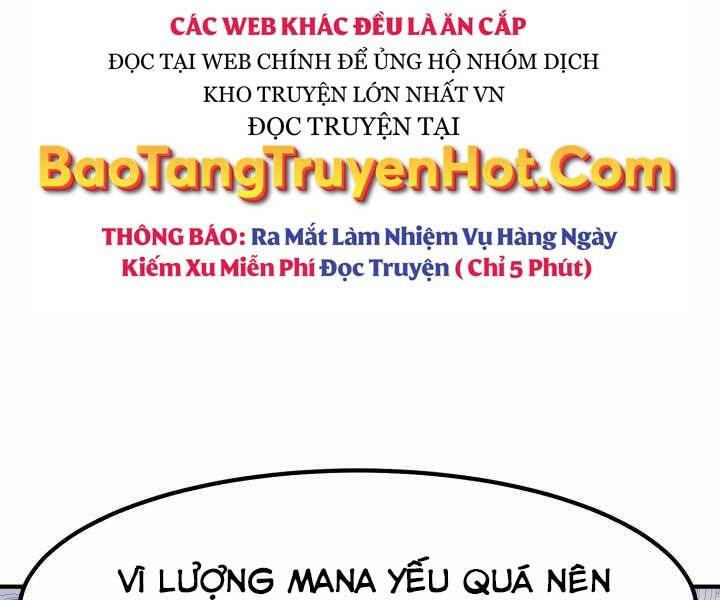 CÁC WEB KHÁC ĐỀU LÀ ĂN CẮP
ĐỌC TẠI WEB CHÍNH ĐỂ ỦNG HỘ NHÓM DỊCH
KHO TRUYỆN LỚN NHẤT VN
ĐỌC TRUYỆN TẠI
BaoTangTruyenHot.Com
THÔNG BÁO: Ra Mắt Làm Nhiệm Vụ Hàng Ngày
Kiếm Xu Miễn Phí Đọc Truyện ( Chỉ 5 Phút)
VÌ LƯỢNG MANA YẾU QUÁ NÊN